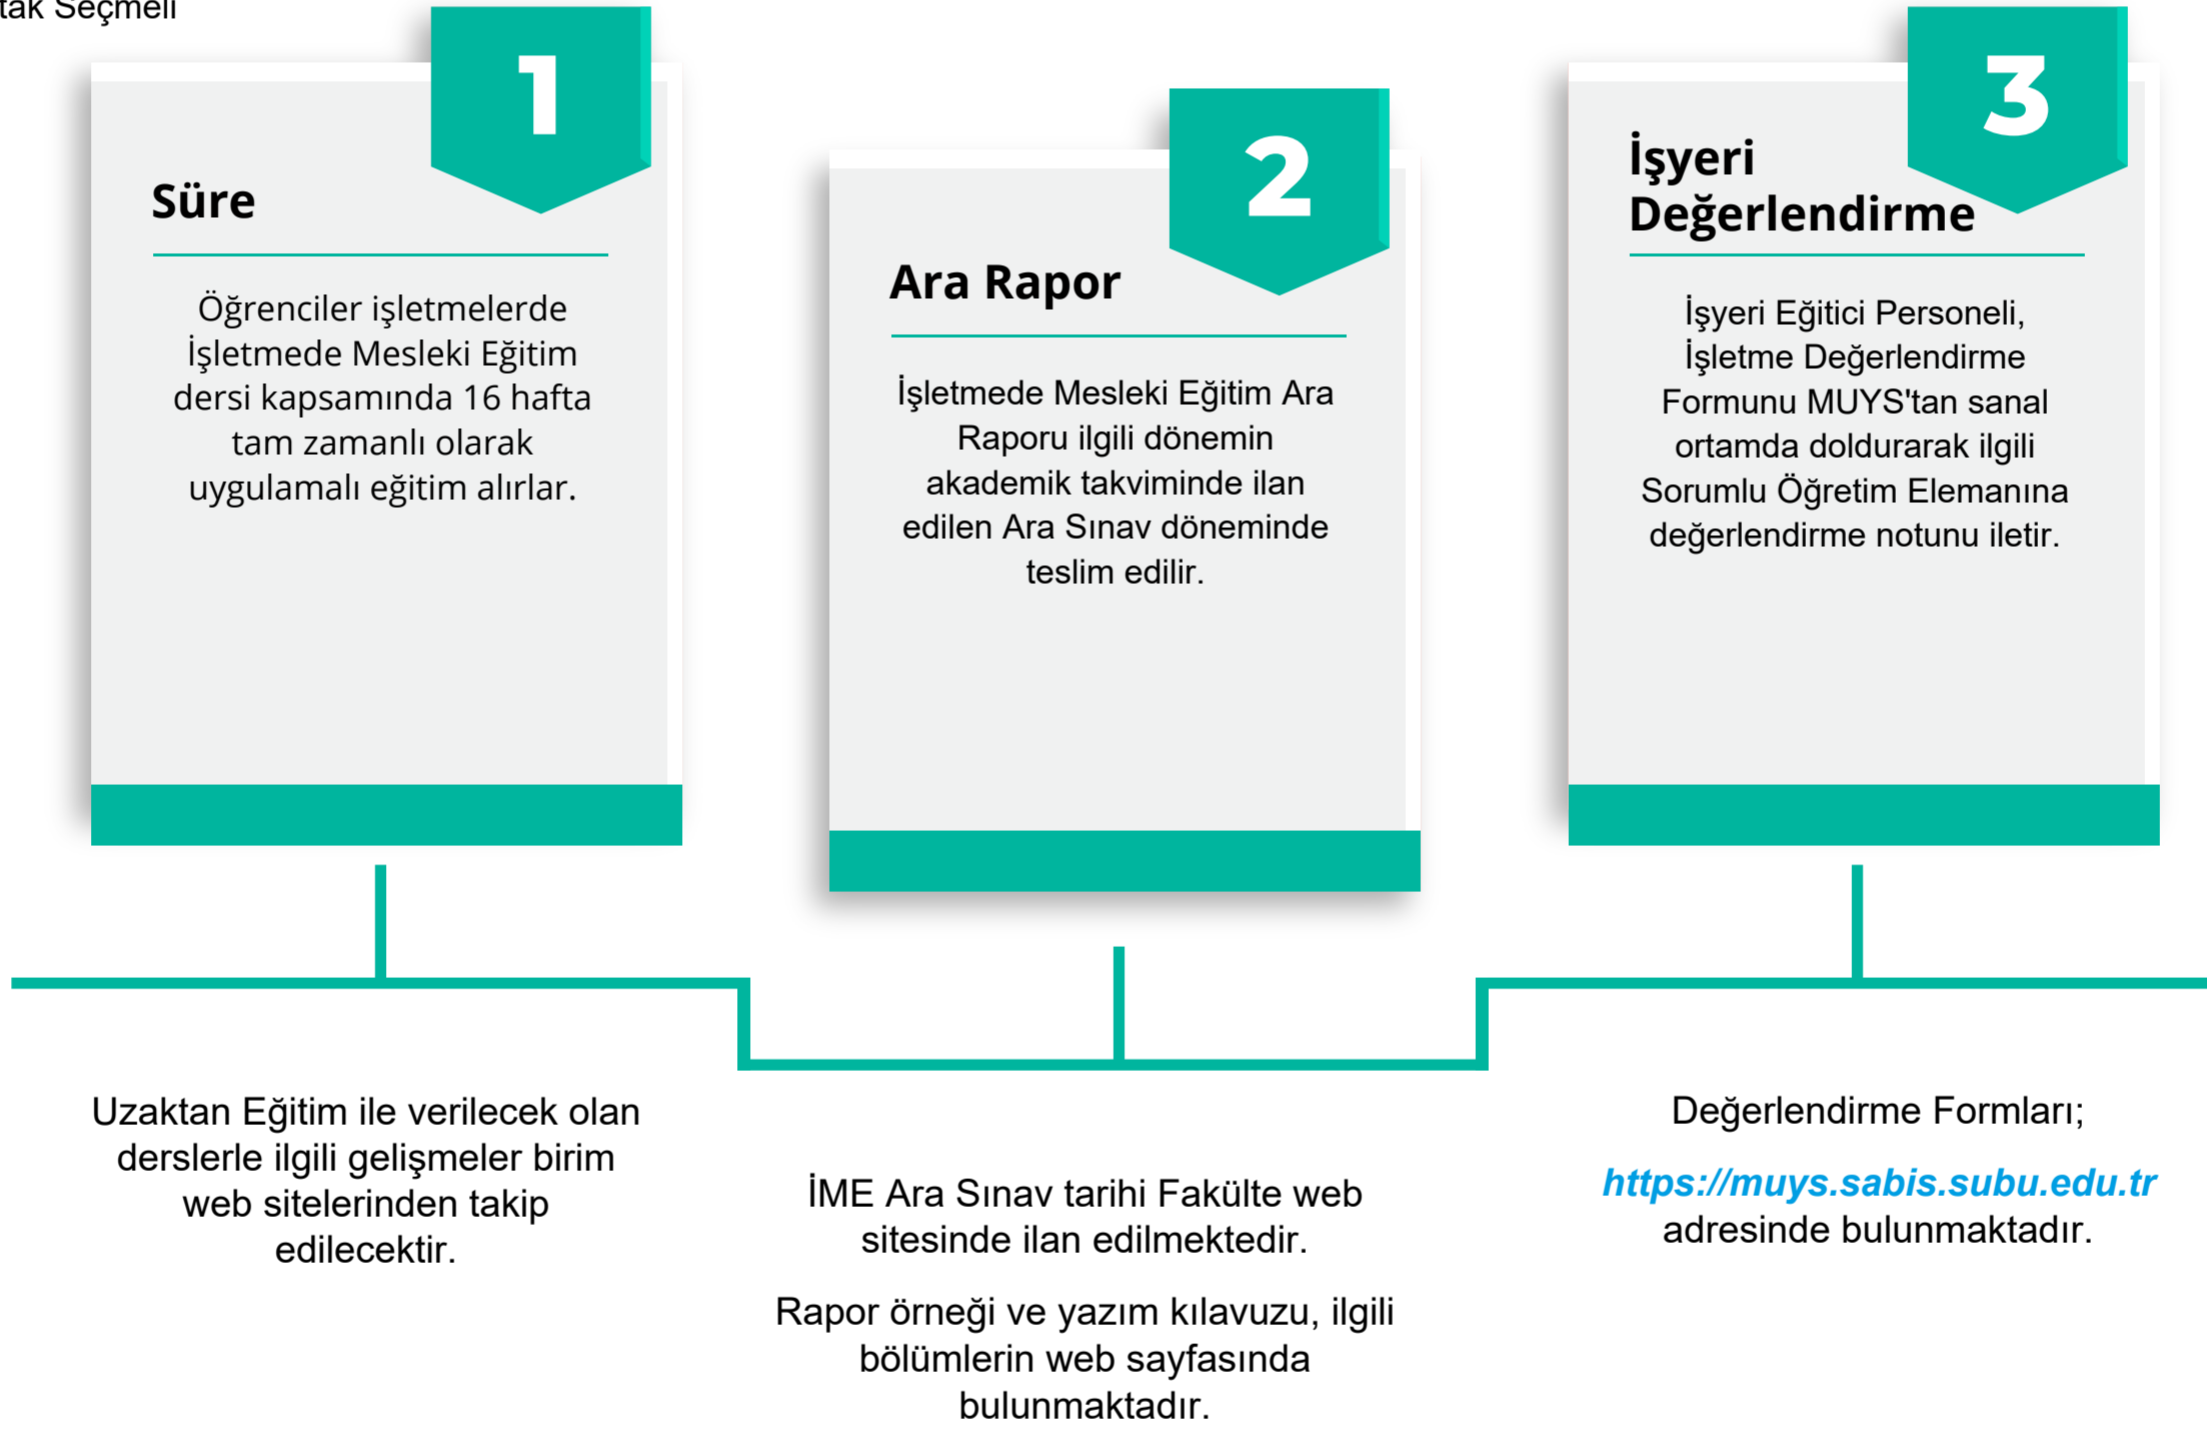 Seçmeli
1
Süre
Öğrenciler işletmelerde
İşletmede Mesleki Eğitim
dersi kapsamında 16 hafta
tam zamanlı olarak
uygulamalı eğitim alırlar.
Uzaktan Eğitim ile verilecek olan
derslerle ilgili gelişmeler birim
web sitelerinden takip
edilecektir.
2
Ara Rapor
İşletmede Mesleki Eğitim Ara
Raporu ilgili dönemin
akademik takviminde ilan
edilen Ara Sınav döneminde
teslim edilir.
İME Ara Sınav tarihi Fakülte web
sitesinde ilan edilmektedir.
Rapor örneği ve yazım kılavuzu, ilgili
bölümlerin web sayfasında
bulunmaktadır.
3
İşyeri
Değerlendirme
İşyeri Eğitici Personeli,
İşletme Değerlendirme
Formunu MUYS'tan sanal
ortamda doldurarak ilgili
Sorumlu Öğretim Elemanına
değerlendirme notunu iletir.
Değerlendirme Formları;
https://muys.sabis.subu.edu.tr
adresinde bulunmaktadır.